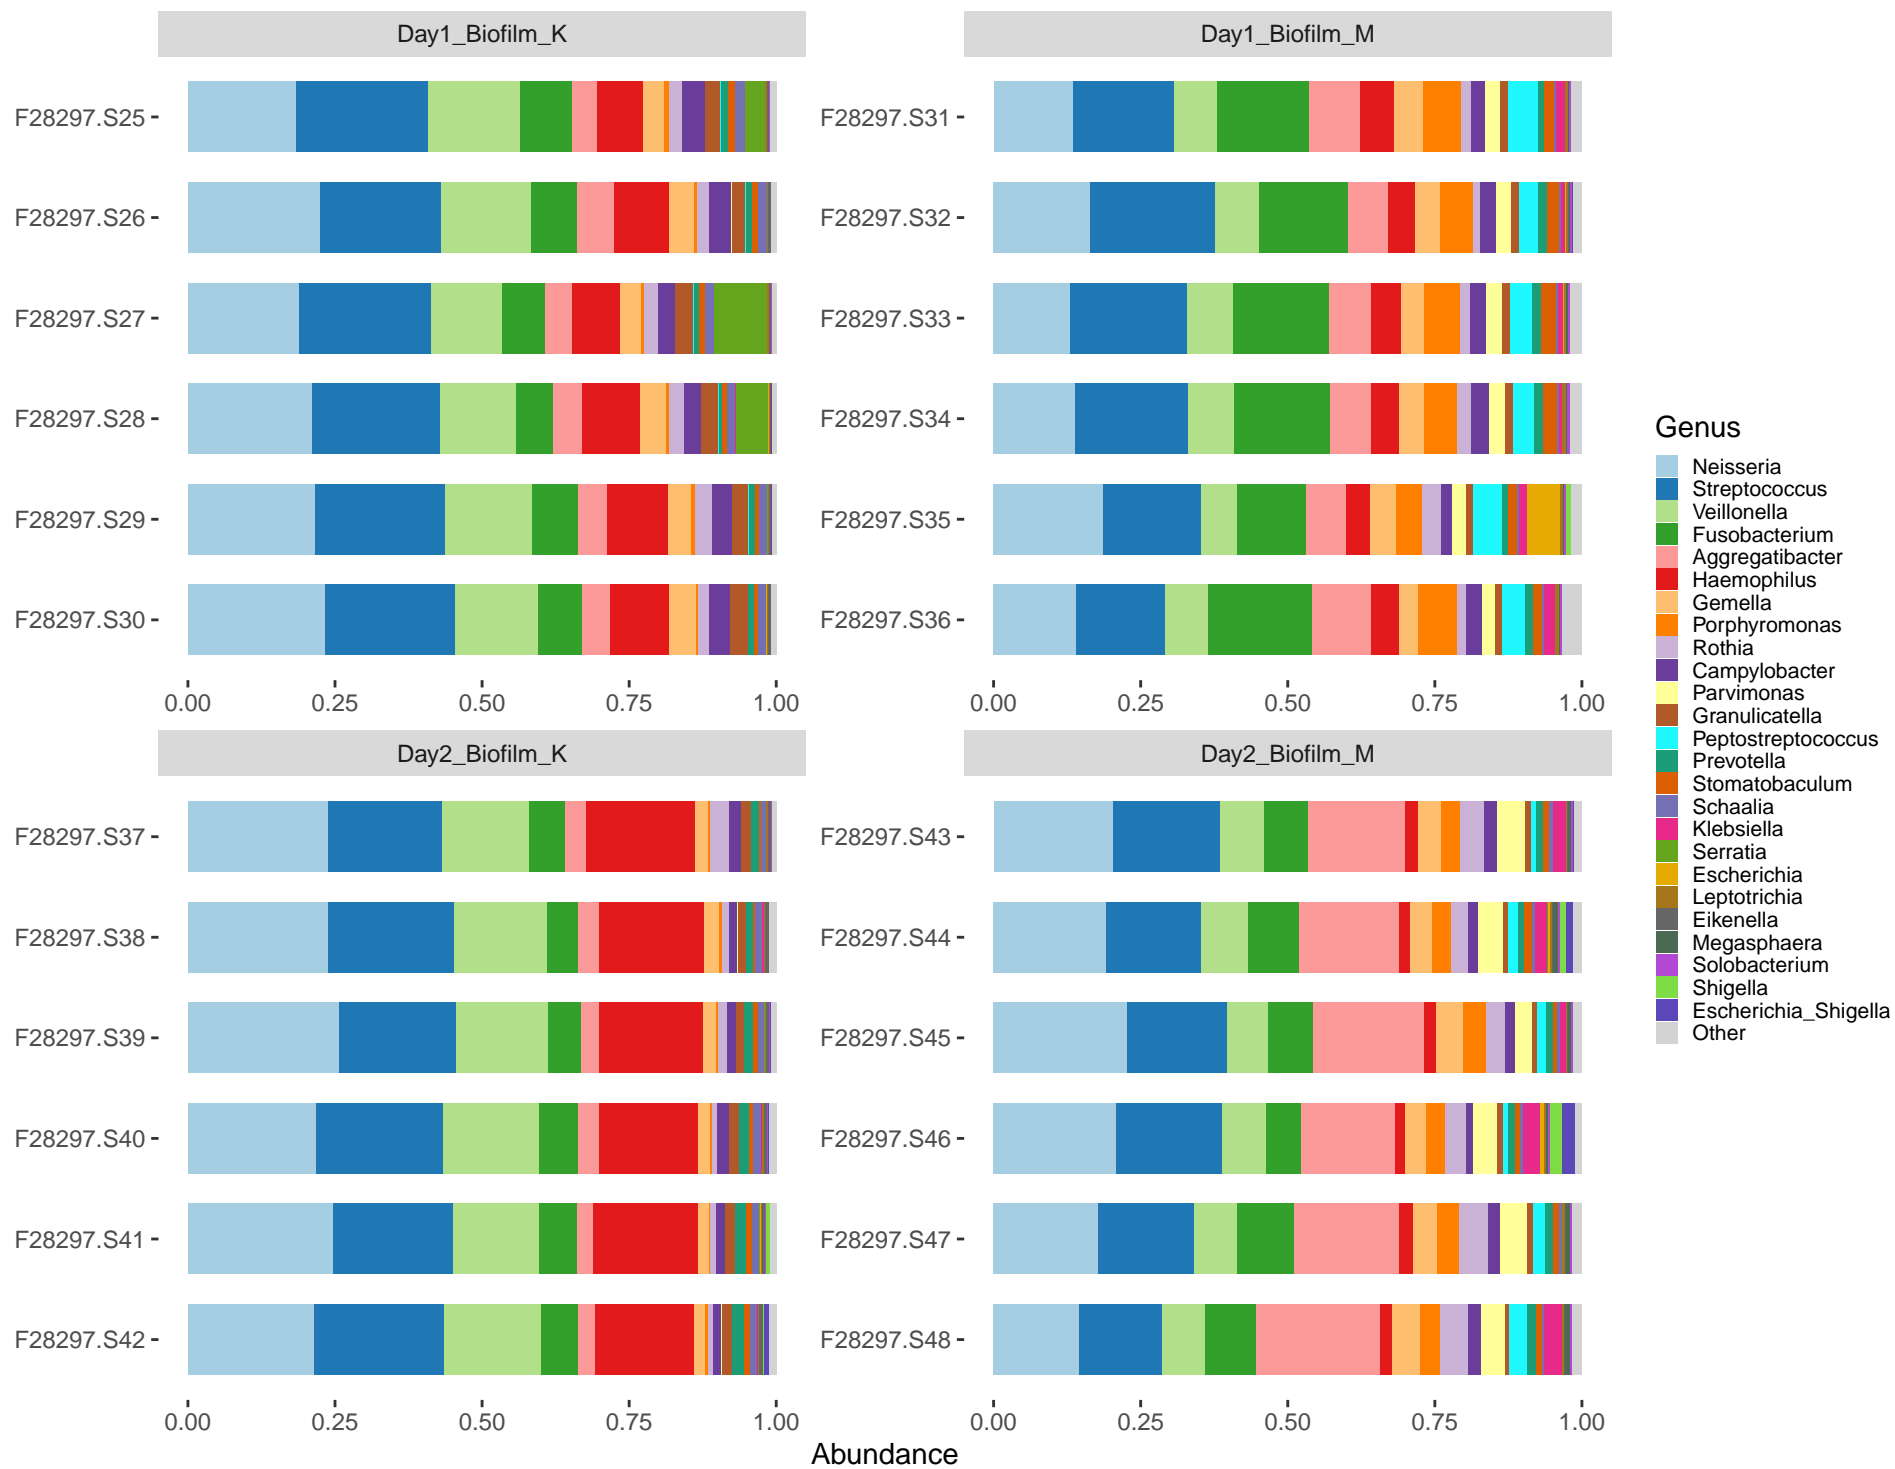 Day1_Biofilm_K
F28297.S25
F28297.S26
F28297.S27
F28297.S28
F28297.S29
F28297.S30
0.00 0.25 0.50 0.75 1.00
Day1_Biofilm_M
F28297.S31
F28297.S32
F28297.S33
F28297.S34
F28297.S35
F28297.S36
0.00 0.25 0.50 0.75 1.00
Day2_Biofilm_K
F28297.S37
F28297.S38
F28297.S39
F28297.S40
F28297.S41
F28297.S42
0.00 0.25 0.50 0.75 1.00
Day2_Biofilm_M
F28297.S43
F28297.S44
F28297.S45
F28297.S46
F28297.S47
F28297.S48
0.00 0.25 0.50 0.75 1.00
Abundance
Genus
Neisseria
Streptococcus
Veillonella
Fusobacterium
Aggregatibacter
Haemophilus
Gemella
Porphyromonas
Rothia
Campylobacter
Parvimonas
Granulicatella
Peptostreptococcus
Prevotella
Stomatobaculum
Schaalia
Klebsiella
Serratia
Escherichia
Leptotrichia
Eikenella
Megasphaera
Solobacterium
Shigella
Escherichia_Shigella
Other